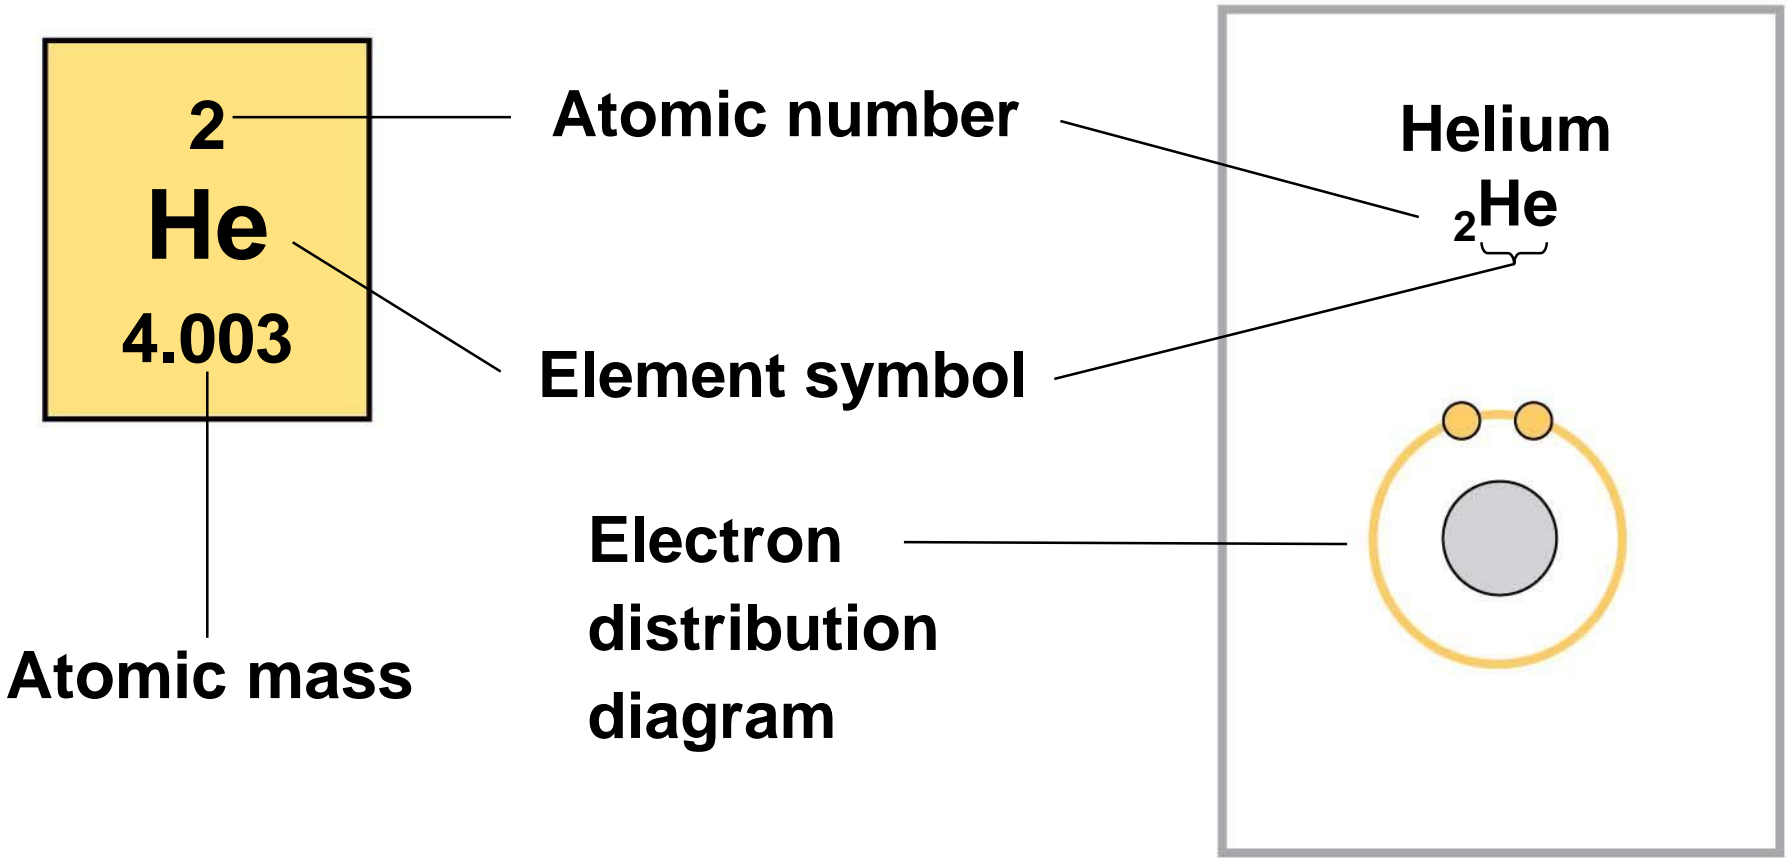 2
He
4.003
Atomic mass
Atomic number
Element symbol
Electron
distribution
diagram
Helium
2He